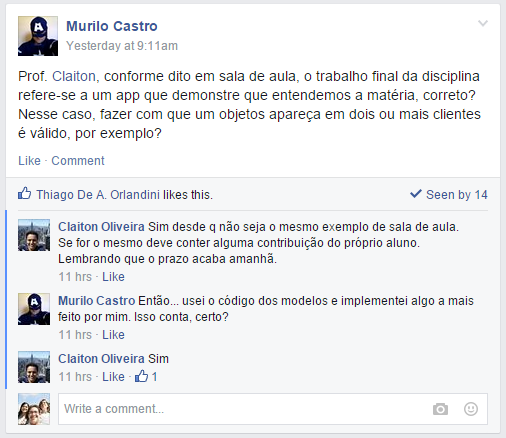 Murilo Castro
Yesterday at 9:11am
Prof. Claiton, conforme dito em sala de aula, o trabalho final da disciplina
refere-se a um app que demonstre que entendemos a matéria, correto?
Nesse caso, fazer com que um objetos apareça em dois ou mais clientes
é válido, por exemplo?
Like · Comment
Thiago De A. Orlandini likes this.
Seen by 14
Claiton Oliveira Sim desde q não seja o mesmo exemplo de sala de aula.
Se for o mesmo deve conter alguma contribuição do próprio aluno.
Lembrando que o prazo acaba amanhã.
11 hrs · Like
Murilo Castro Então... usei o código dos modelos e implementei algo a mais
feito por mim. Isso conta, certo?
11 hrs · Like
Claiton Oliveira Sim
11 hrs · Like · 1
Write a comment...